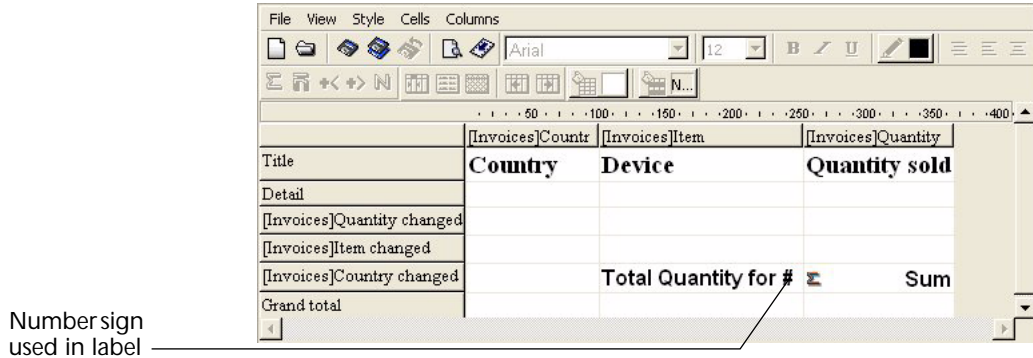 File View Style Cells Columns
Arial 12 B I U
N...
50 100 150 200 250 300 350 400
[Invoices]Countr [Invoices]Item [Invoices]Quantity
Title Country Device Quantity sold
Detail
[Invoices]Quantity changed
[Invoices]Item changed
[Invoices]Country changed Total Quantity for # Σ Sum
Grand total
Number sign
used in label